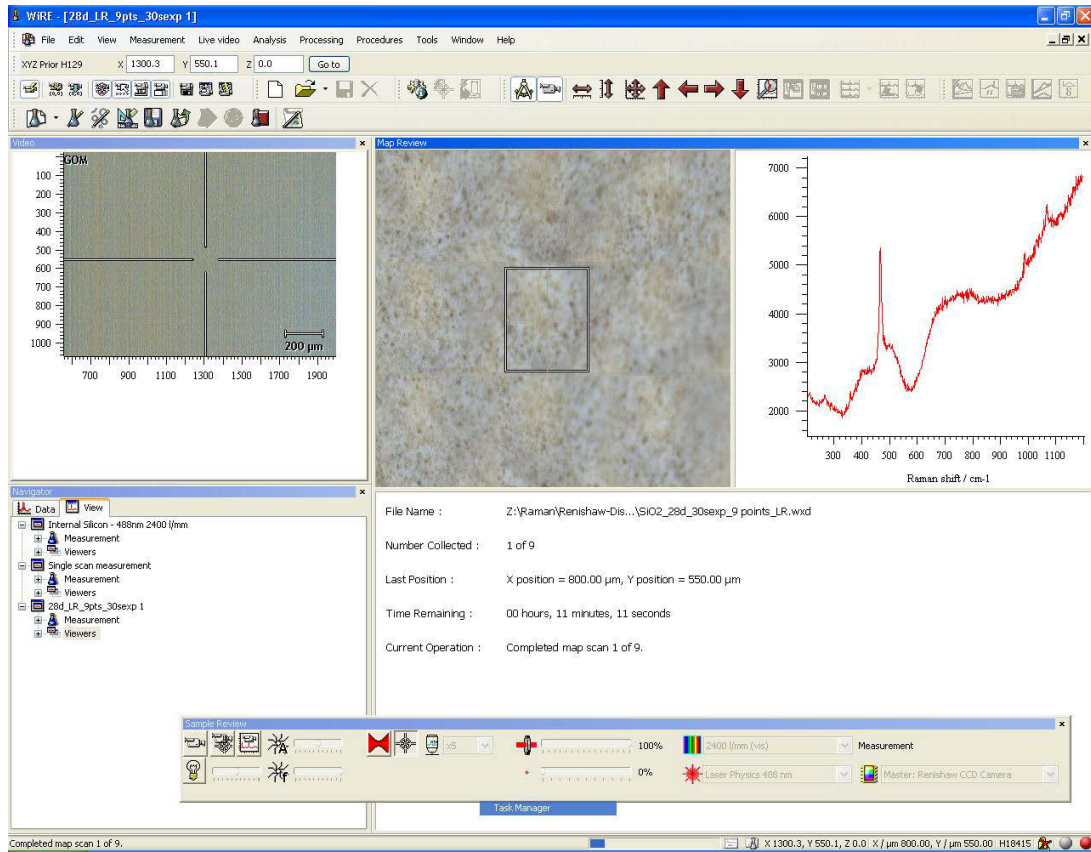 WiRE - [28d_LR_9pts_30sexp 1]
File Edit View Measurement Live video Analysis Processing Procedures Tools Window Help
XYZ Prior H129 X 1300.3 Y 550.1 Z 0.0 Go to
Video
GOM
100
200
300
400
500
600
700
800
900
1000
200 µm
700 900 1100 1300 1500 1700 1900
Map Review
7000
6000
5000
4000
3000
2000
300 400 500 600 700 800 900 1000 1100
Raman shift / cm-1
Navigator
Data View
Internal Silicon - 488nm 2400 l/mm
Measurement
Viewers
Single scan measurement
Measurement
Viewers
28d_LR_9pts_30sexp 1
Measurement
Viewers
File Name : Z:\Raman\Renishaw-Dis...\SiO2_28d_30sexp_9 points_LR.wxd
Number Collected : 1 of 9
Last Position : X position = 800.00 µm, Y position = 550.00 µm
Time Remaining : 00 hours, 11 minutes, 11 seconds
Current Operation : Completed map scan 1 of 9.
Sample Review
x5 100% 2400 l/mm (vis) Measurement
0% Laser Physics 488 nm Master: Renishaw CCD Camera
Task Manager
Completed map scan 1 of 9. X 1300.3, Y 550.1, Z 0.0 X / µm 800.00, Y / µm 550.00 H18415